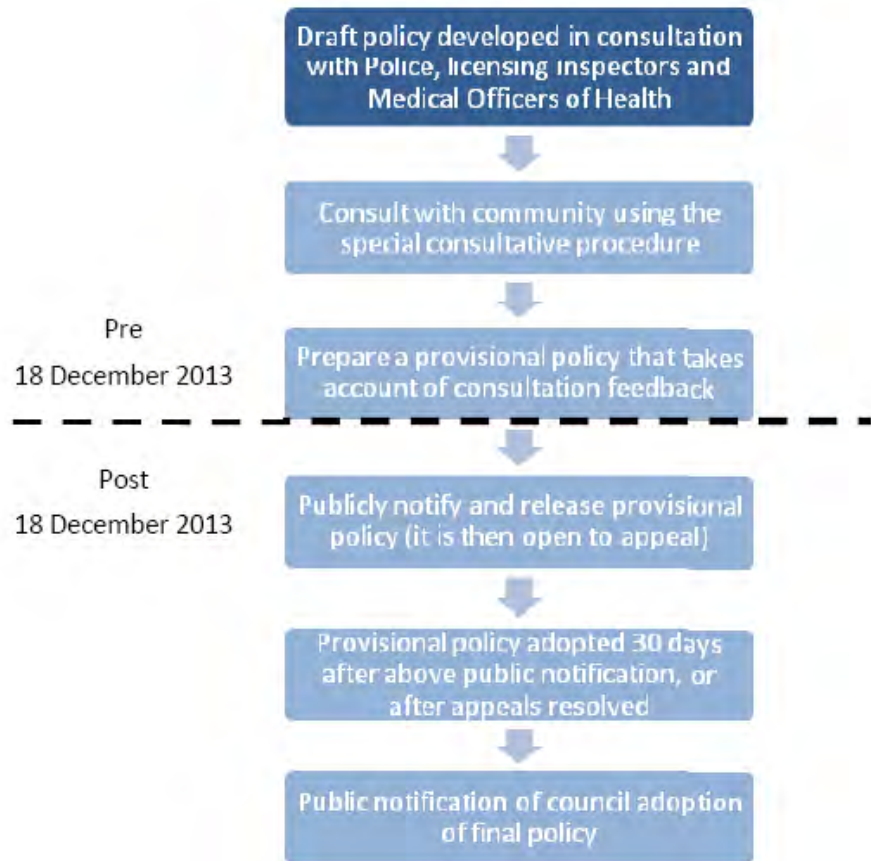 Draft policy developed in consultation
with Police, licensing inspectors and
Medical Officers of Health
Consult with community using the
special consultative procedure
Pre
18 December 2013
Prepare a provisional policy that takes
account of consultation feedback
Post
18 December 2013
Publicly notify and release provisional
policy (it is then open to appeal)
Provisional policy adopted 30 days
after above public notification, or
after appeals resolved
Public notification of council adoption
of final policy